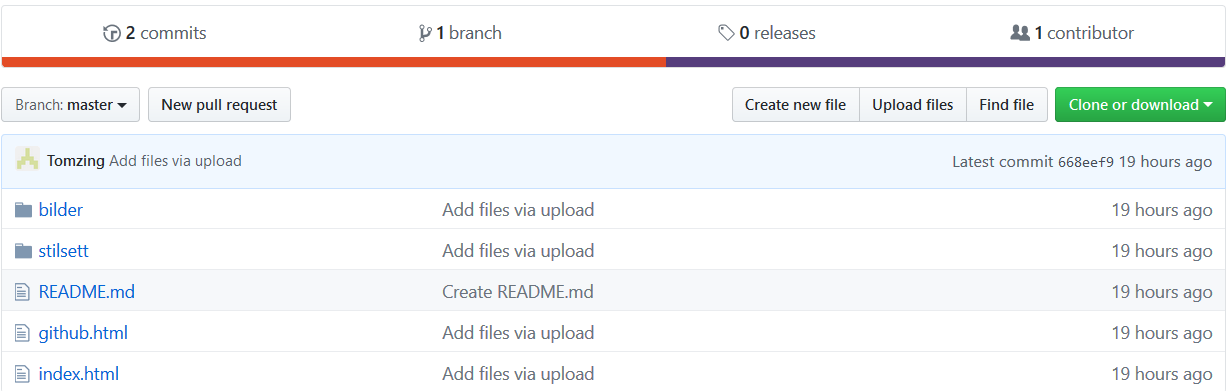 2 commits 1 branch 0 releases 1 contributor
Branch: master New pull request Create new file Upload files Find file Clone or download
Tomzing Add files via upload Latest commit 668eef9 19 hours ago
bilder Add files via upload 19 hours ago
stilsett Add files via upload 19 hours ago
README.md Create README.md 19 hours ago
github.html Add files via upload 19 hours ago
index.html Add files via upload 19 hours ago